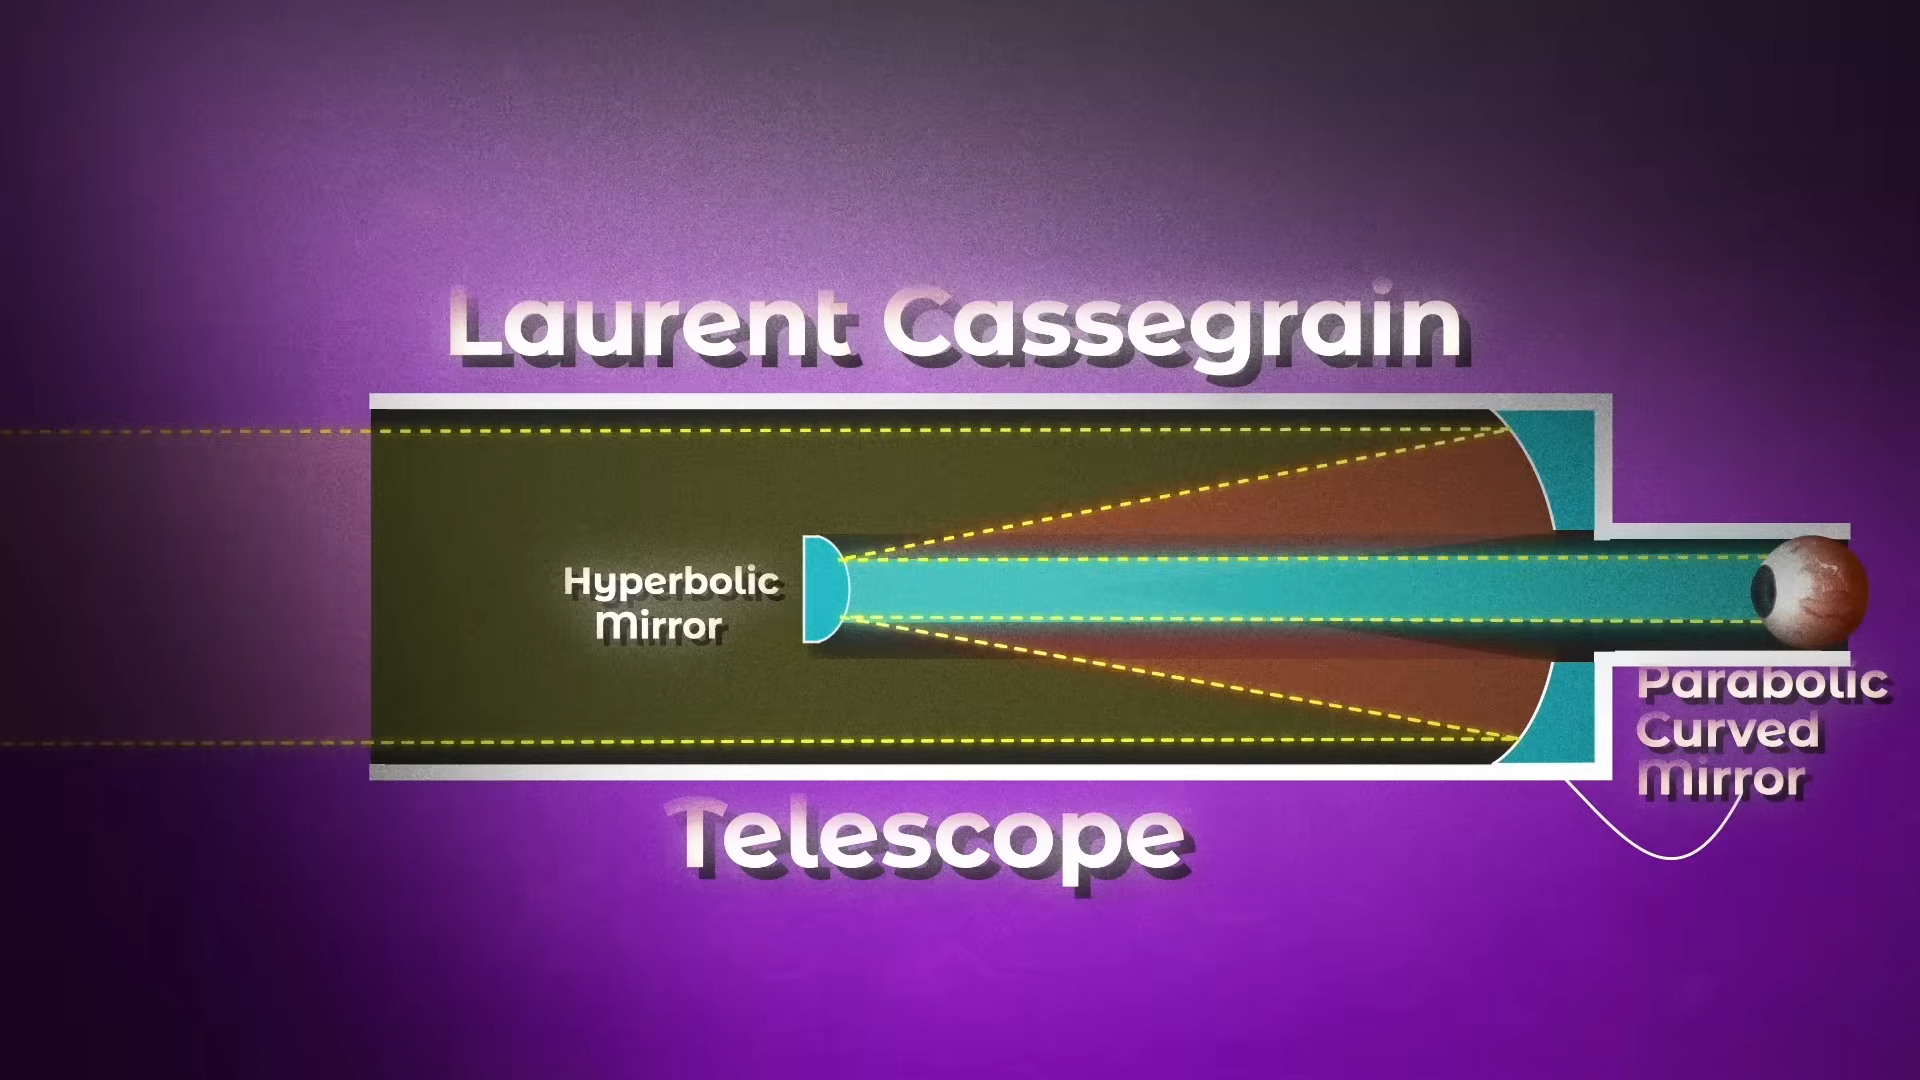 Laurent Cassegrain
Hyperbolic
Mirror
Parabolic
Curved
Mirror
Telescope